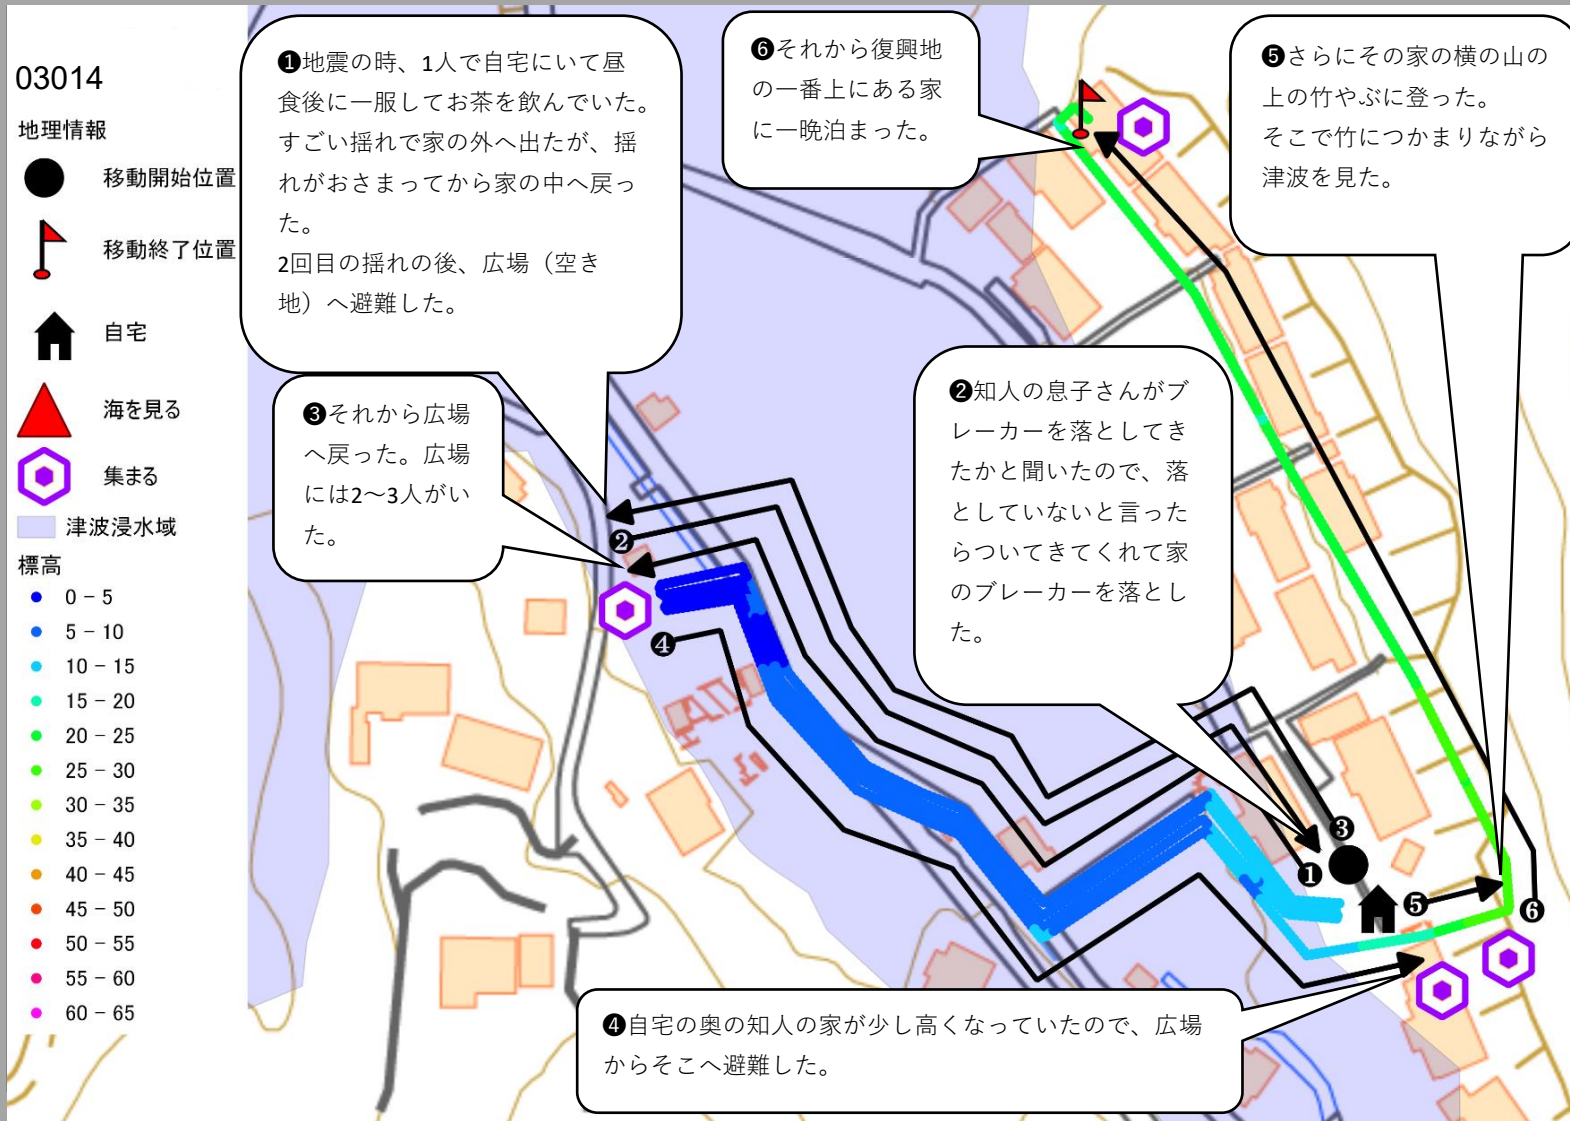 03014
地理情報
移動開始位置
移動終了位置
自宅
海を見る
集まる
津波浸水域
標高
0 - 5
5 - 10
10 - 15
15 - 20
20 - 25
25 - 30
30 - 35
35 - 40
40 - 45
45 - 50
50 - 55
55 - 60
60 - 65
❶地震の時、1人で自宅にいて昼
食後に一服してお茶を飲んでいた。
すごい揺れで家の外へ出たが、揺
れがおさまってから家の中へ戻っ
た。
2回目の揺れの後、広場（空き
地）へ避難した。
❻それから復興地
の一番上にある家
に一晩泊まった。
❺さらにその家の横の山の
上の竹やぶに登った。
そこで竹につかまりながら
津波を見た。
❸それから広場
へ戻った。広場
には2〜3人がい
た。
❷知人の息子さんがブ
レーカーを落としてき
たかと聞いたので、落
としていないと言った
らついてきてくれて家
のブレーカーを落とし
た。
❹自宅の奥の知人の家が少し高くなっていたので、広場
からそこへ避難した。
❷
❹
❸
❶
❺
❻